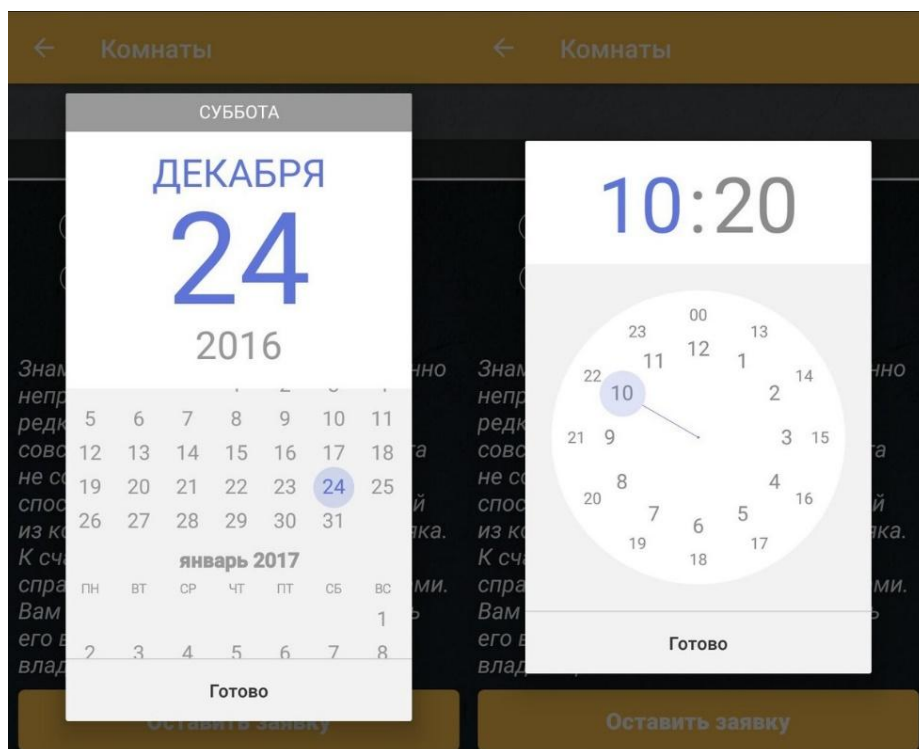 Комнаты
СУББОТА
ДЕКАБРЯ
24
2016
5 6 7 8 9 10 11
12 13 14 15 16 17 18
19 20 21 22 23 24 25
26 27 28 29 30 31
январь 2017
ПН ВТ СР ЧТ ПТ СБ ВС
1
2 3 4 5 6 7 8
Готово
Оставить заявку
Комнаты
10:20
00
23 13
12
11 1
22 14
10 2
21 9 3 15
8 4
20 16
7 5
6
19 17
18
Готово
Оставить заявку